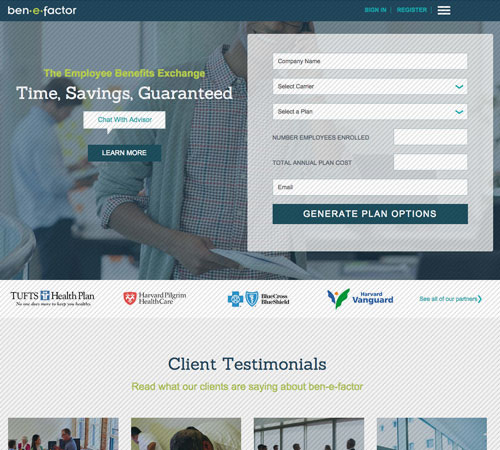 ben-e-factor
SIGN IN
REGISTER
The Employee Benefits Exchange
Time, Savings, Guaranteed
Chat With Advisor
LEARN MORE
Company Name
Select Carrier
Select a Plan
NUMBER EMPLOYEES ENROLLED
TOTAL ANNUAL PLAN COST
Email
GENERATE PLAN OPTIONS
TUFTS Health Plan
No one does more to keep you healthy.
Harvard Pilgrim
HealthCare
BlueCross
BlueShield
Harvard
Vanguard
See all of our partners
Client Testimonials
Read what our clients are saying about ben-e-factor